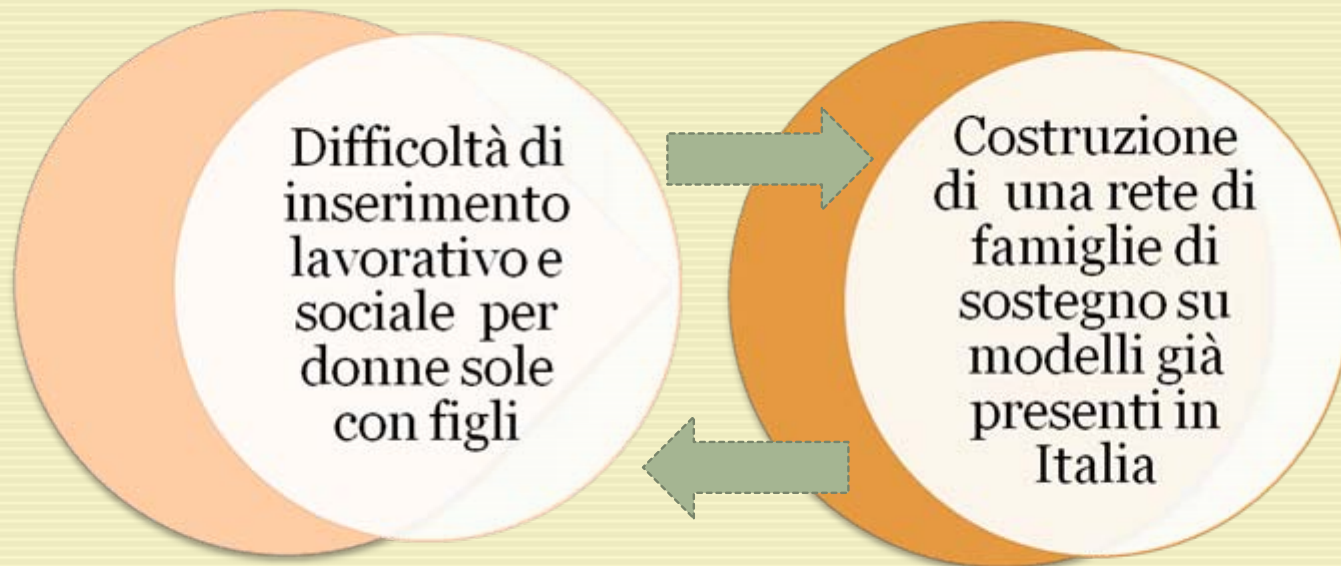 Difficoltà di
inserimento
lavorativo e
sociale per
donne sole
con figli
Costruzione
di una rete di
famiglie di
sostegno su
modelli già
presenti in
Italia